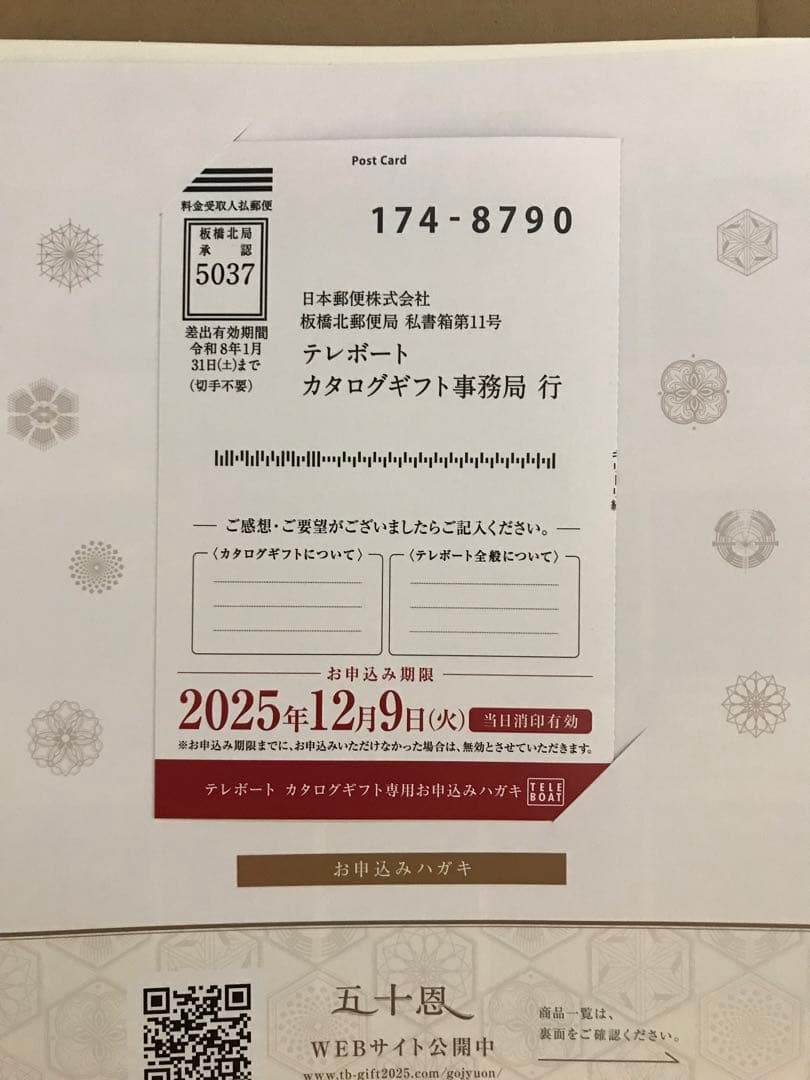 Post Card
料金受取人払郵便
174-8790
板橋北局
承認
5037
差出有効期間
令和8年1月
31日(土)まで
(切手不要)
日本郵便株式会社
板橋北郵便局 私書箱第11号
テレボート
カタログギフト事務局 行
ご感想・ご要望がございましたらご記入ください。
〈カタログギフトについて〉
〈テレボート全般について〉
お申込み期限
2025年12月9日(火) 当日消印有効
※お申込み期限までに、お申込みいただけなかった場合は、無効とさせていただきます。
テレボート カタログギフト専用お申込みハガキ
TELE
BOAT
お申込みハガキ
五十恩
WEBサイト公開中
www.tb-gift2025.com/gojyuon/
商品一覧は、
裏面をご確認ください。